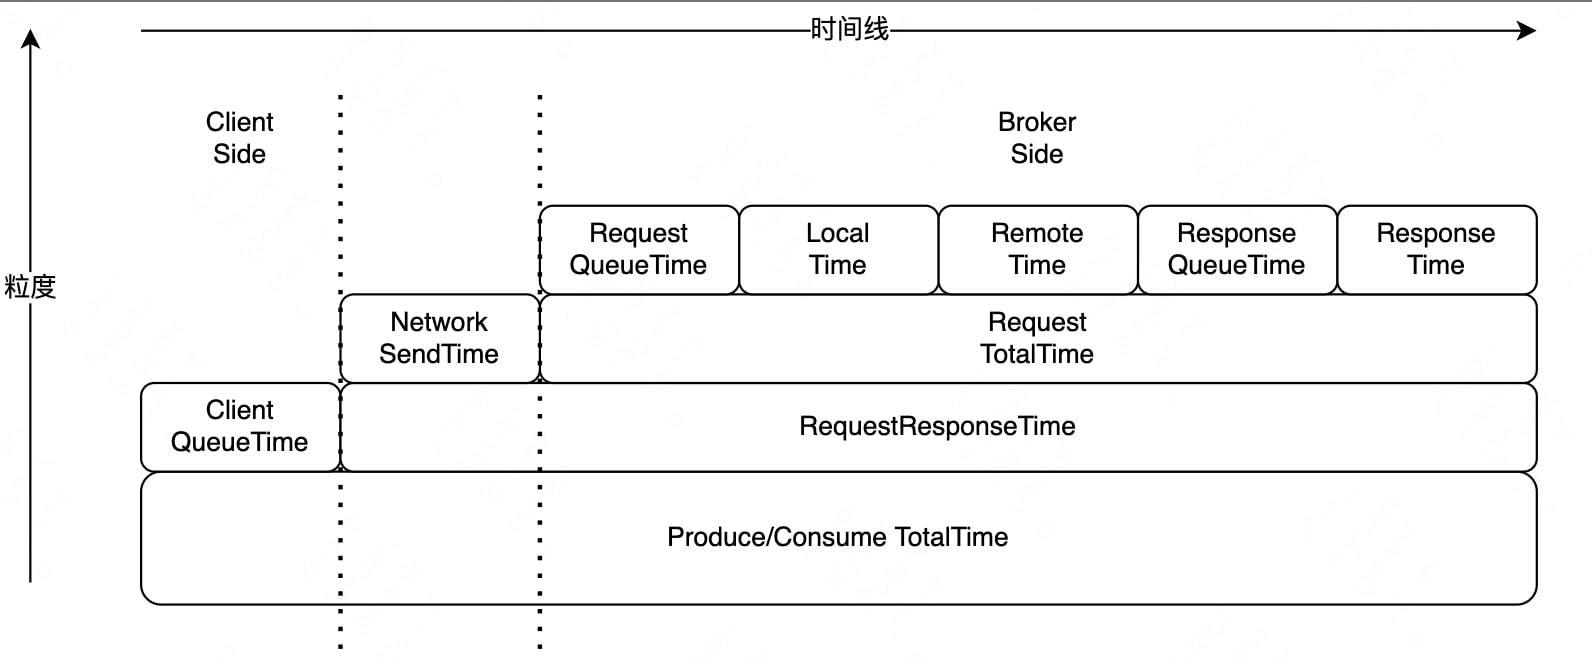 时间线
Client
Side
Broker
Side
Request
QueueTime
Local
Time
Remote
Time
Response
QueueTime
Response
Time
粒度
Network
SendTime
Request
TotalTime
Client
QueueTime
RequestResponseTime
Produce/Consume TotalTime